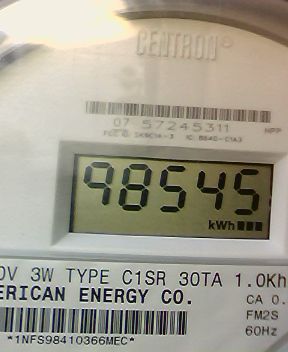 CENTRON®
07 57245311
98545
kWh
0V 3W TYPE C1SR 30TA 1.0Kh
ERICAN ENERGY CO.
CA 0.
FM2S
60Hz
*1NFS98410366MEC*